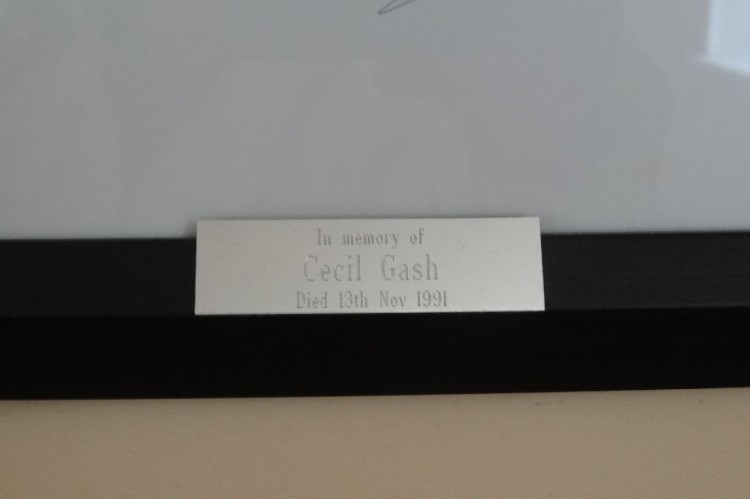 In memory of
Cecil Gash
Died 13th Nov 1991